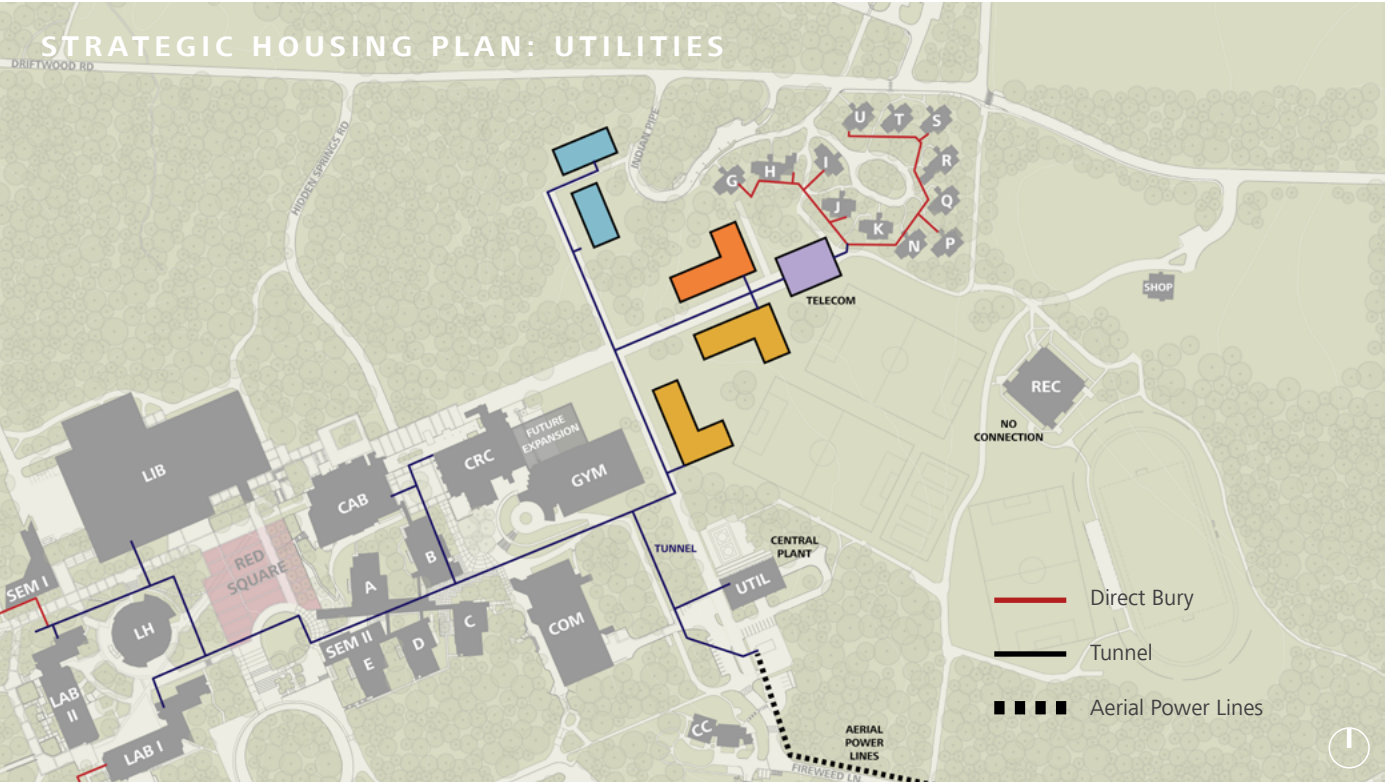 STRATEGIC HOUSING PLAN: UTILITIES
DRIFTWOOD RD
HIDDEN SPRINGS RD
INDIAN PIPE
U
T
S
R
Q
P
N
K
J
I
H
G
TELECOM
SHOP
REC
NO
CONNECTION
LIB
CAB
CRC
FUTURE
EXPANSION
GYM
RED
SQUARE
SEM I
LH
A
B
SEM II
E
D
C
COM
TUNNEL
CENTRAL
PLANT
UTIL
LAB
II
LAB I
CC
AERIAL
POWER
LINES
FIREWEED LN
Direct Bury
Tunnel
Aerial Power Lines